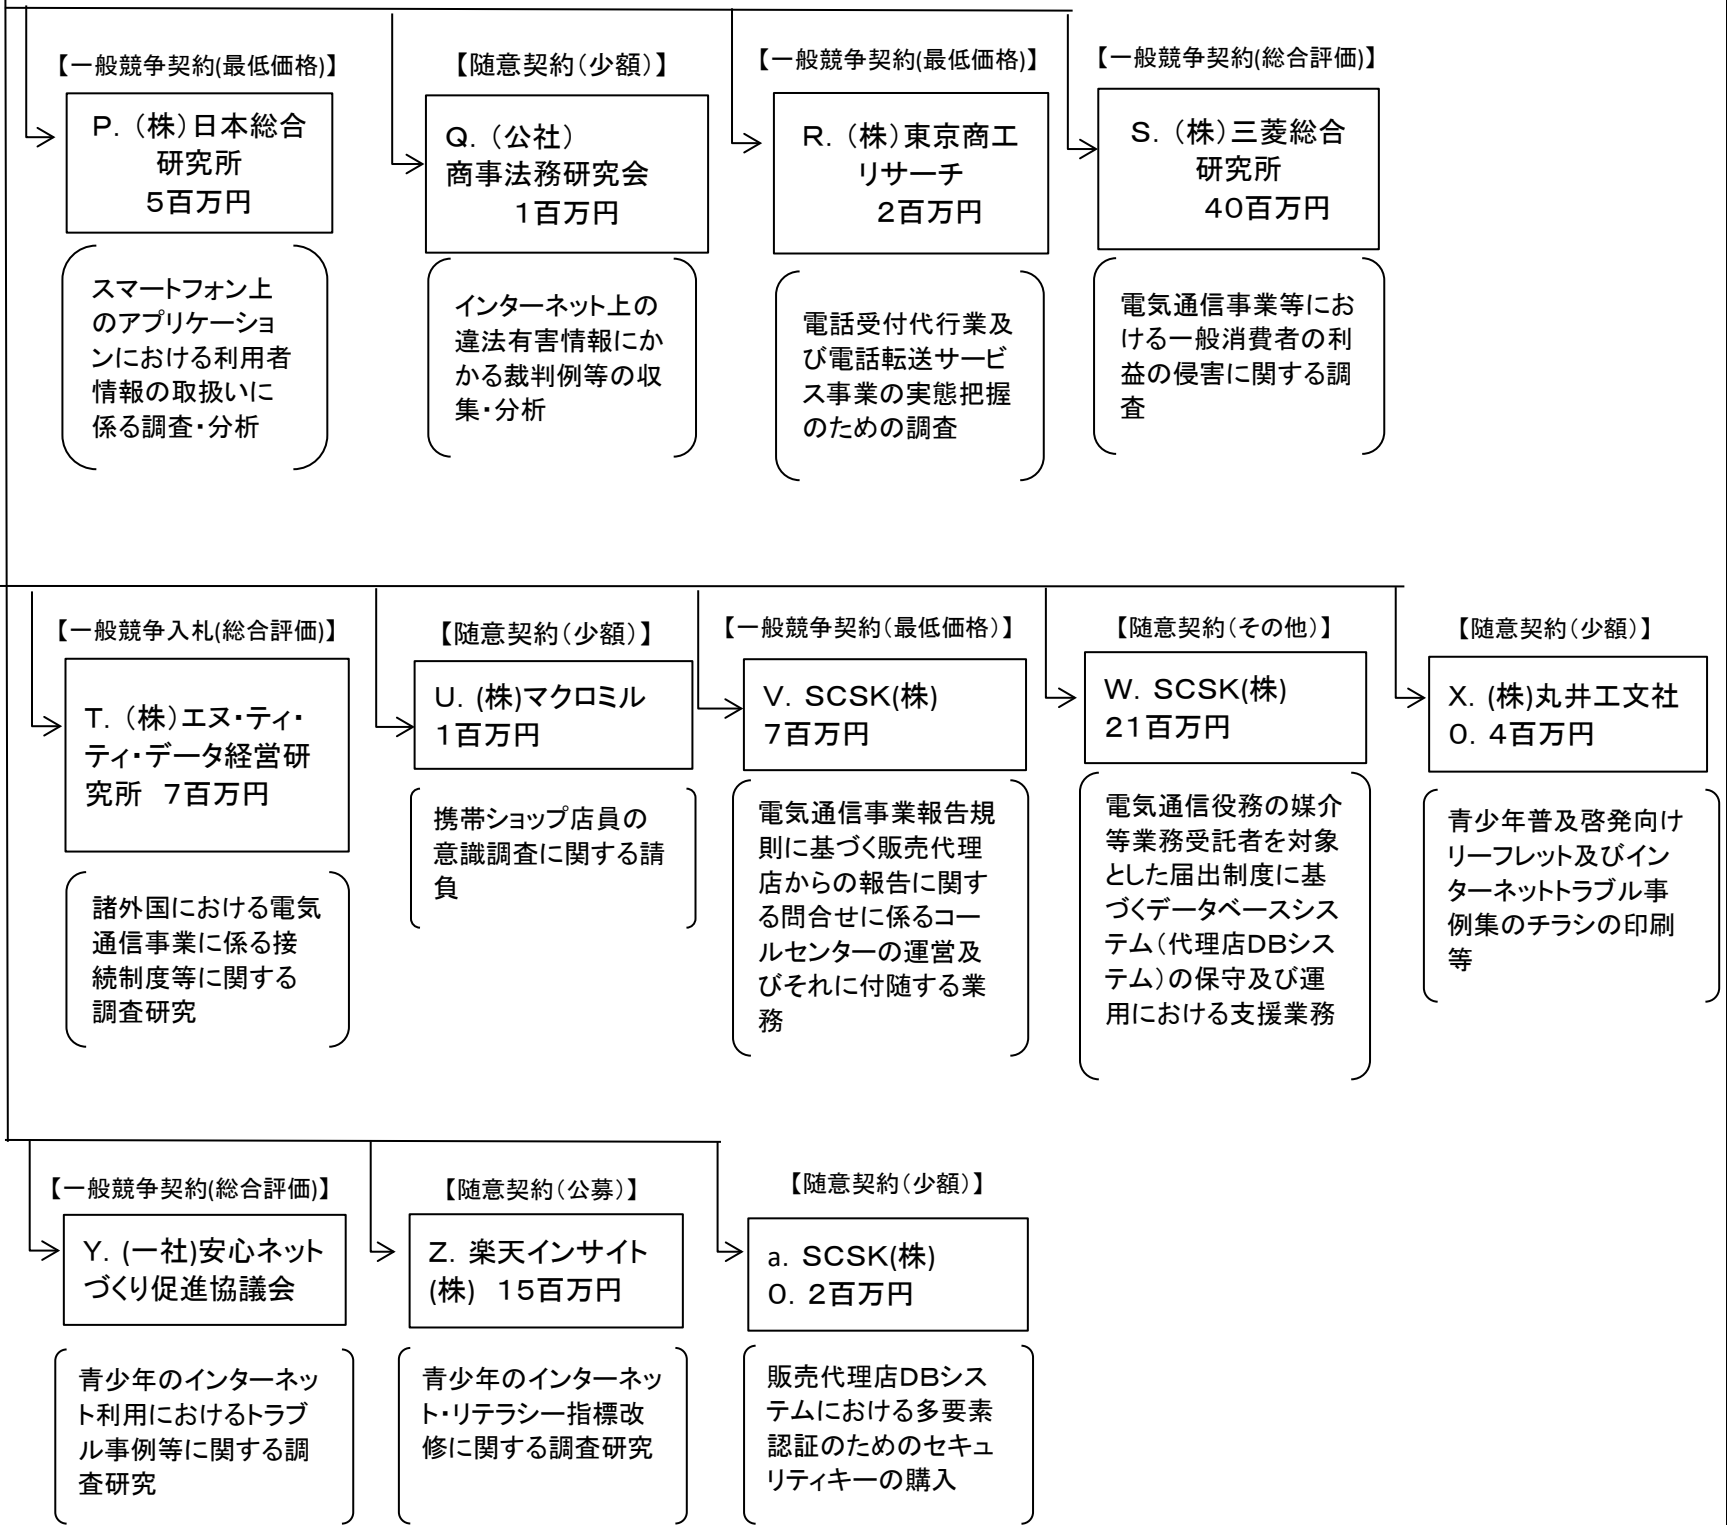 【一般競争契約(最低価格)】
P．（株）日本総合
研究所
5百万円
スマートフォン上
のアプリケーショ
ンにおける利用者
情報の取扱いに
係る調査・分析
【随意契約（少額）】
Q．（公社）
商事法務研究会
1百万円
インターネット上の
違法有害情報にか
かる裁判例等の収
集・分析
【一般競争契約(最低価格)】
R．（株）東京商工
リサーチ
2百万円
電話受付代行業及
び電話転送サービ
ス事業の実態把握
のための調査
【一般競争契約(総合評価)】
S．（株）三菱総合
研究所
40百万円
電気通信事業等にお
ける一般消費者の利
益の侵害に関する調
査
【一般競争入札(総合評価)】
T．（株）エヌ・ティ・
ティ・データ経営研
究所　7百万円
諸外国における電気
通信事業に係る接
続制度等に関する
調査研究
【随意契約（少額）】
U．(株)マクロミル
1百万円
携帯ショップ店員の
意識調査に関する請
負
【一般競争契約（最低価格）】
V．SCSK(株)
7百万円
電気通信事業報告規
則に基づく販売代理
店からの報告に関す
る問合せに係るコー
ルセンターの運営及
びそれに付随する業
務
【随意契約（その他）】
W．SCSK(株)
21百万円
電気通信役務の媒介
等業務受託者を対象
とした届出制度に基
づくデータベースシス
テム（代理店DBシス
テム）の保守及び運
用における支援業務
【随意契約（少額）】
X．(株)丸井工文社
0．4百万円
青少年普及啓発向け
リーフレット及びイン
ターネットトラブル事
例集のチラシの印刷
等
【一般競争契約(総合評価)】
Y．(一社)安心ネット
づくり促進協議会
青少年のインターネッ
ト利用におけるトラブ
ル事例等に関する調
査研究
【随意契約（公募）】
Z．楽天インサイト
(株)　15百万円
青少年のインターネッ
ト・リテラシー指標改
修に関する調査研究
【随意契約（少額）】
a．SCSK(株)
0．2百万円
販売代理店DBシス
テムにおける多要素
認証のためのセキュ
リティキーの購入